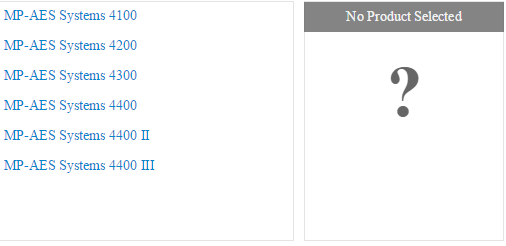 MP-AES Systems 4100
MP-AES Systems 4200
MP-AES Systems 4300
MP-AES Systems 4400
MP-AES Systems 4400 II
MP-AES Systems 4400 III
No Product Selected
?